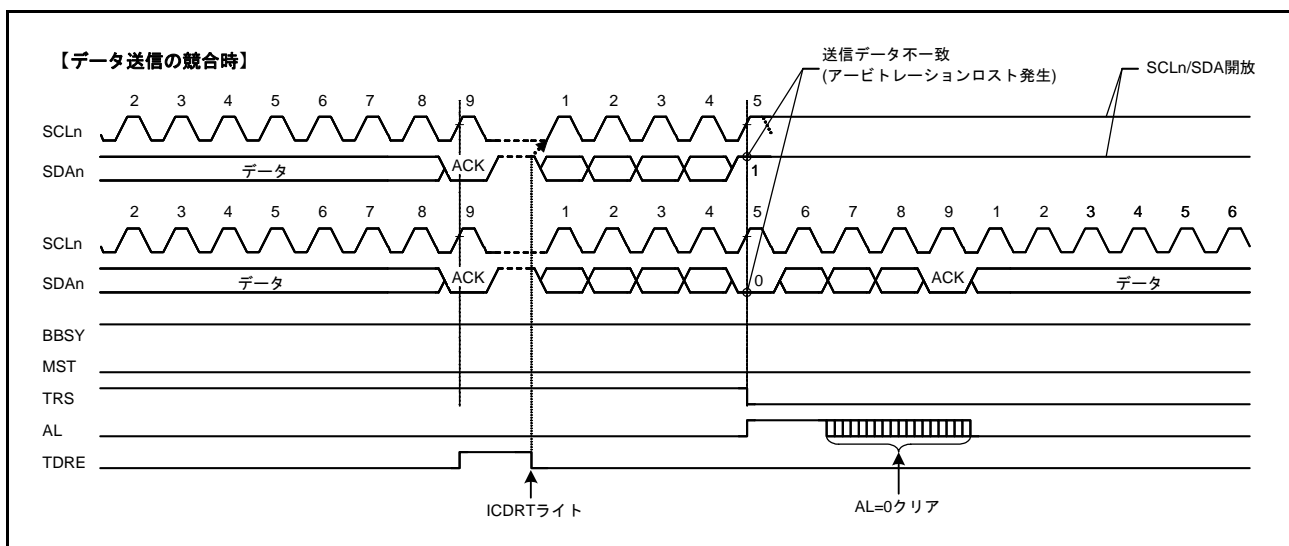 【データ送信の競合時】
送信データ不一致
(アービトレーションロスト発生)
SCLn/SDA開放
2 3 4 5 6 7 8 9 1 2 3 4 5
SCLn
SDAn データ ACK 1
2 3 4 5 6 7 8 9 1 2 3 4 5 6 7 8 9 1 2 3 4 5 6
SCLn
SDAn データ ACK 0 ACK データ
BBSY
MST
TRS
AL
TDRE
ICDRTライト
AL=0クリア